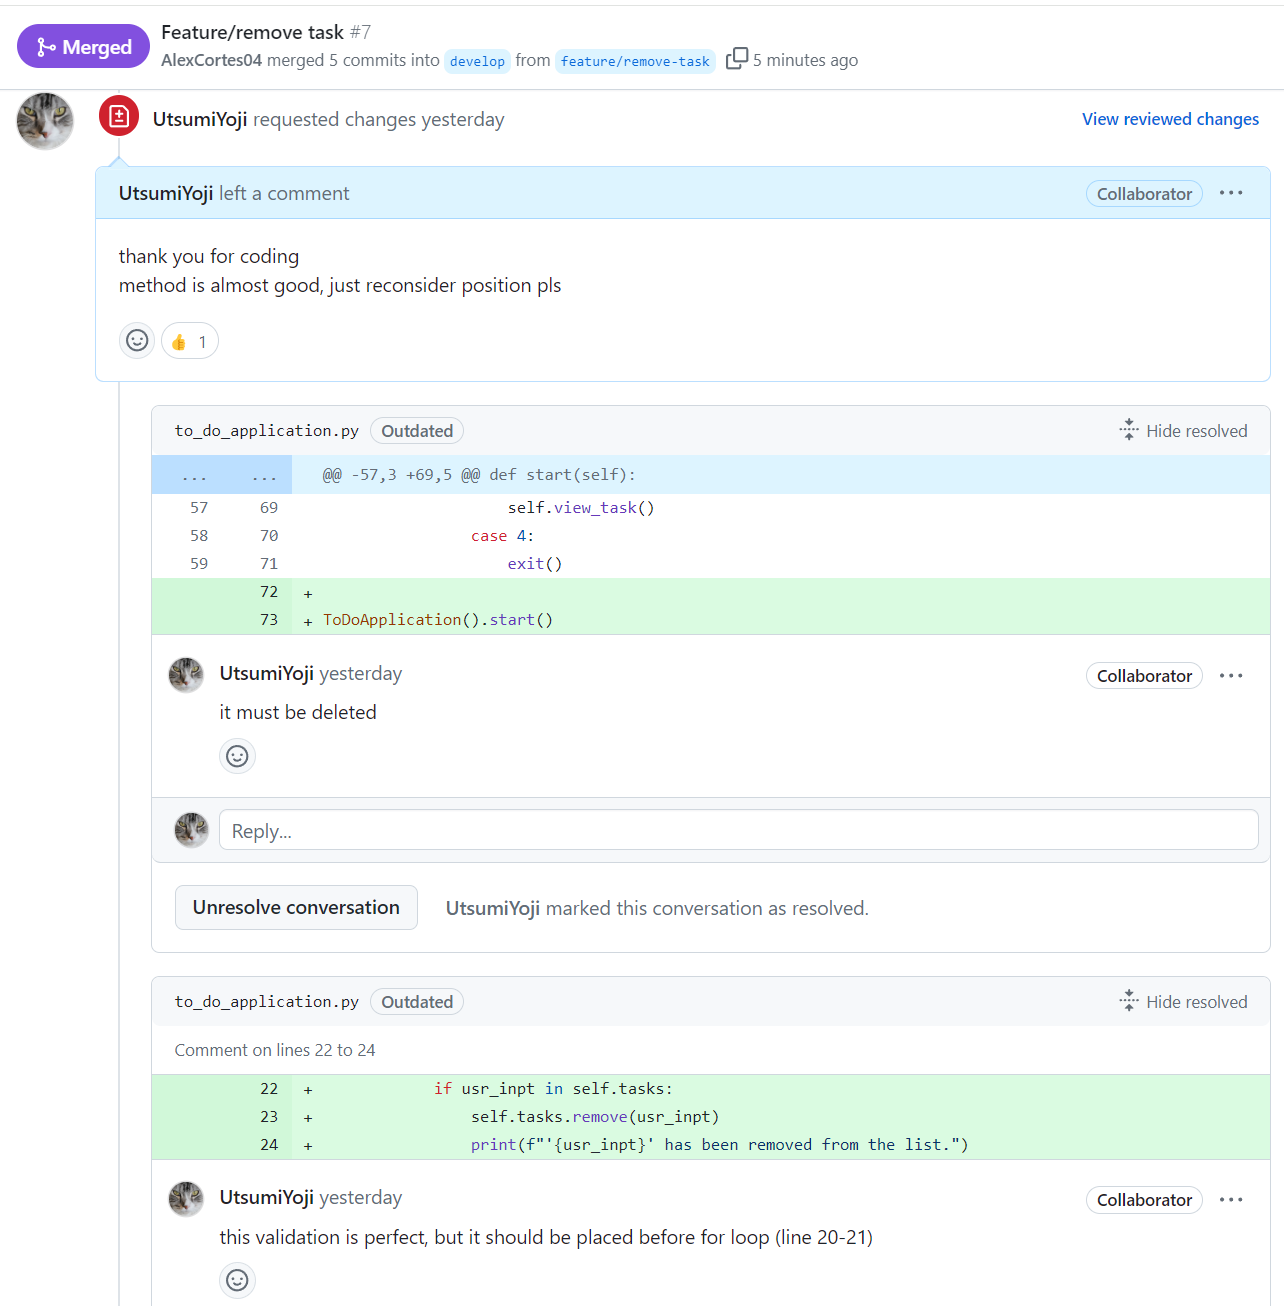 Merged
Feature/remove task #7
AlexCortes04 merged 5 commits into develop from feature/remove-task 5 minutes ago
UtsumiYoji requested changes yesterday
View reviewed changes
UtsumiYoji left a comment
Collaborator
thank you for coding
method is almost good, just reconsider position pls
1
to_do_application.py Outdated Hide resolved
... ... @@ -57,3 +69,5 @@ def start(self):
57 69 self.view_task()
58 70 case 4:
59 71 exit()
72 +
73 + ToDoApplication().start()
UtsumiYoji yesterday
Collaborator
it must be deleted
Reply...
Unresolve conversation
UtsumiYoji marked this conversation as resolved.
to_do_application.py Outdated Hide resolved
Comment on lines 22 to 24
22 + if usr_inpt in self.tasks:
23 + self.tasks.remove(usr_inpt)
24 + print(f"'{usr_inpt}' has been removed from the list.")
UtsumiYoji yesterday
Collaborator
this validation is perfect, but it should be placed before for loop (line 20-21)